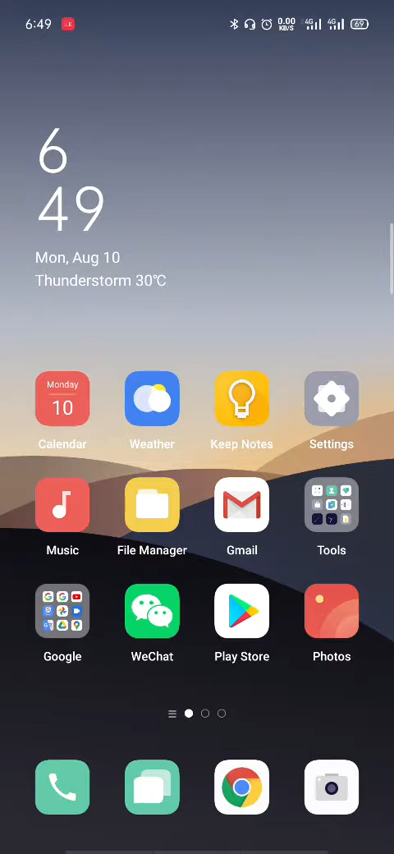 6:49
0.00
KB/S
4G
4G
69
6
49
Mon, Aug 10
Thunderstorm 30℃
Monday
10
Calendar
Weather
Keep Notes
Settings
Music
File Manager
Gmail
Tools
Google
WeChat
Play Store
Photos